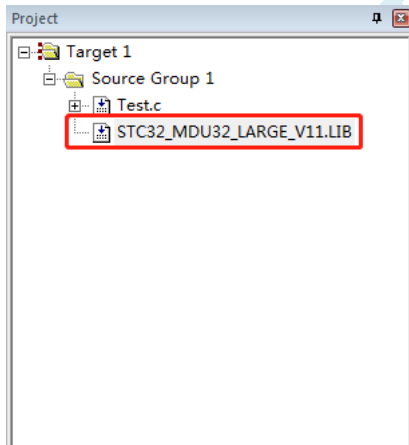 Project
Target 1
Source Group 1
Test.c
STC32_MDU32_LARGE_V11.LIB